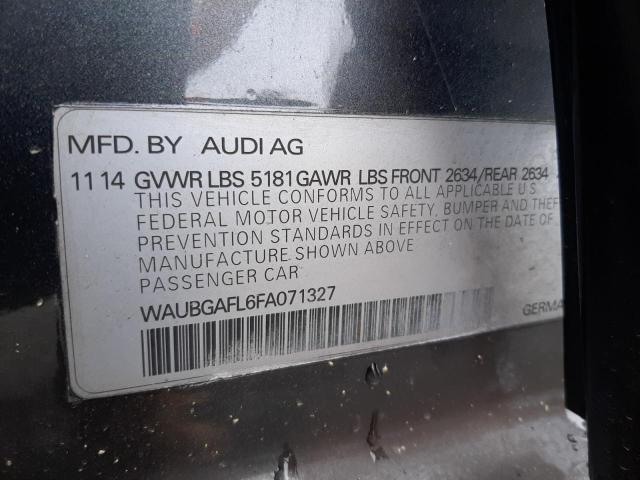 MFD. BY AUDI AG
11 14 GVWR LBS 5181 GAWR LBS FRONT 2634/REAR 2634
THIS VEHICLE CONFORMS TO ALL APPLICABLE U S
FEDERAL MOTOR VEHICLE SAFETY, BUMPER AND THEF
PREVENTION STANDARDS IN EFFECT ON THE DATE OF
MANUFACTURE SHOWN ABOVE
PASSENGER CAR
WAUBGAFL6FA071327
GERMA